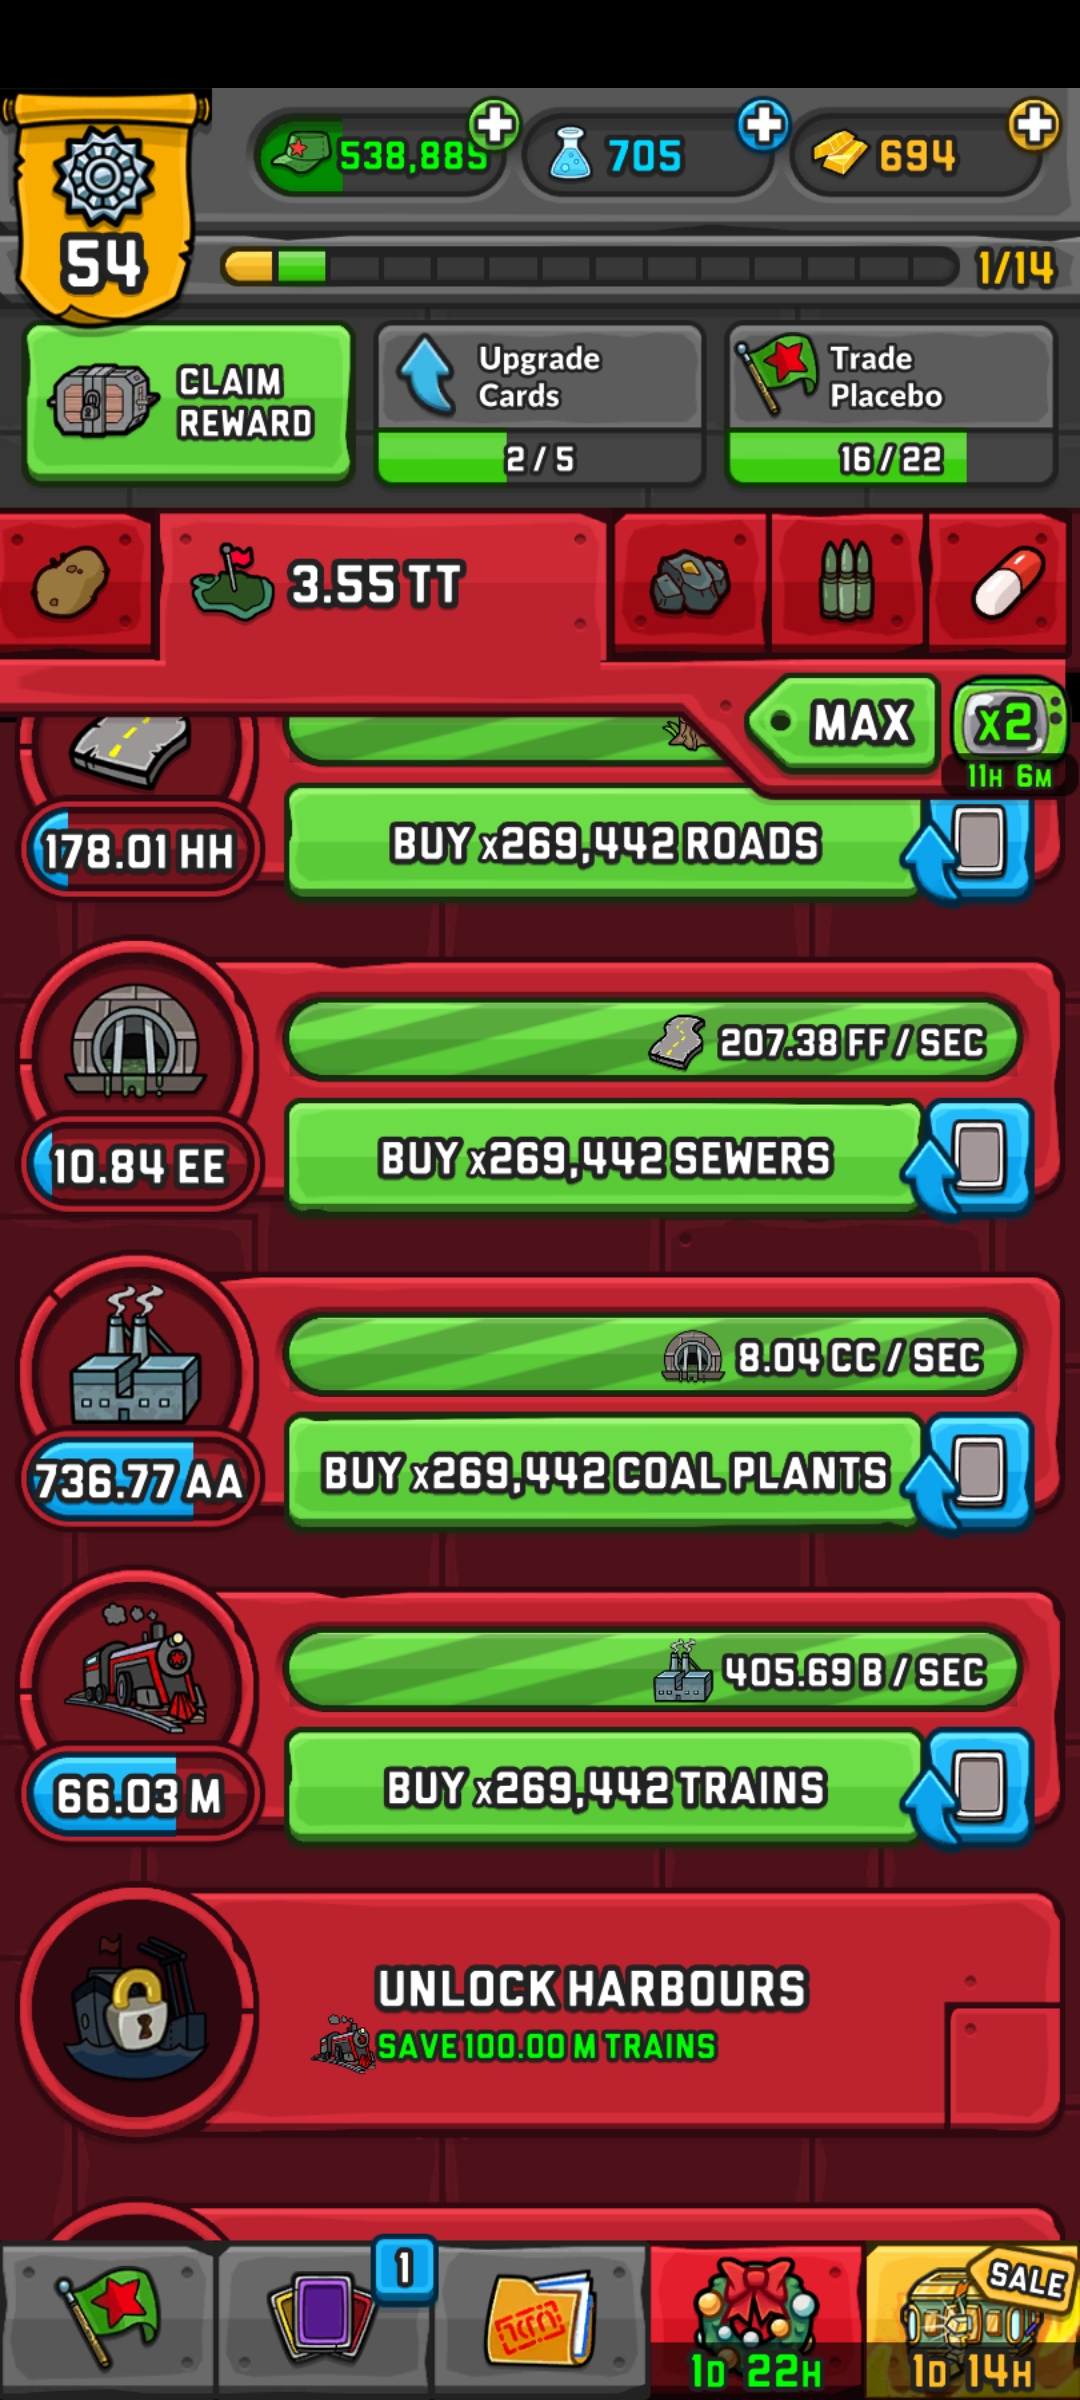 538,885
705
694
54
1/14
CLAIM
REWARD
Upgrade
Cards
2 / 5
Trade
Placebo
16 / 22
3.55 TT
MAX
x2
11H 6M
178.01 HH
BUY x269,442 ROADS
207.38 FF / SEC
10.84 EE
BUY x269,442 SEWERS
8.04 CC / SEC
736.77 AA
BUY x269,442 COAL PLANTS
405.69 B / SEC
66.03 M
BUY x269,442 TRAINS
UNLOCK HARBOURS
SAVE 100.00 M TRAINS
1
SALE
1D 22H
1D 14H